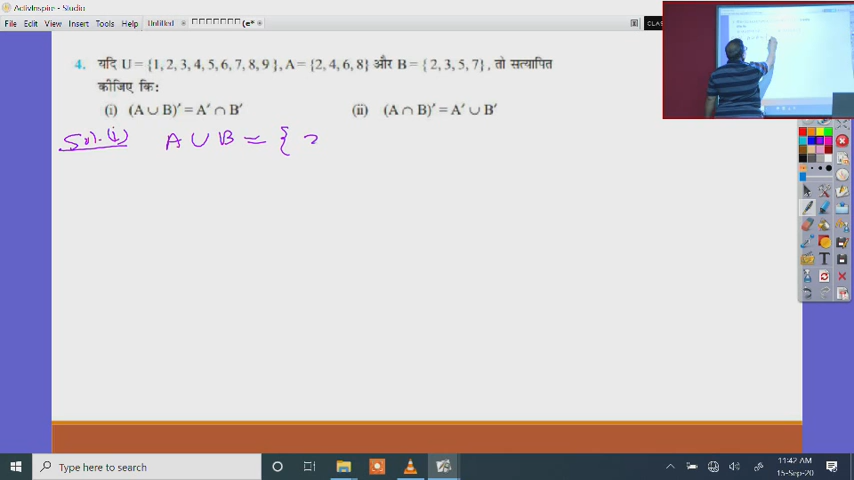 ActivInspire - Studio
File Edit View Insert Tools Help Untitled
CLAS
4. यदि U = {1, 2, 3, 4, 5, 6, 7, 8, 9 }, A = {2, 4, 6, 8} और B = { 2, 3, 5, 7}, तो सत्यापित
कीजिए कि:
(i) (A ∪ B)′ = A′ ∩ B′ (ii) (A ∩ B)′ = A′ ∪ B′
Sol.(i) A ∪ B = { 2
Type here to search
11:42 AM
15-Sep-20